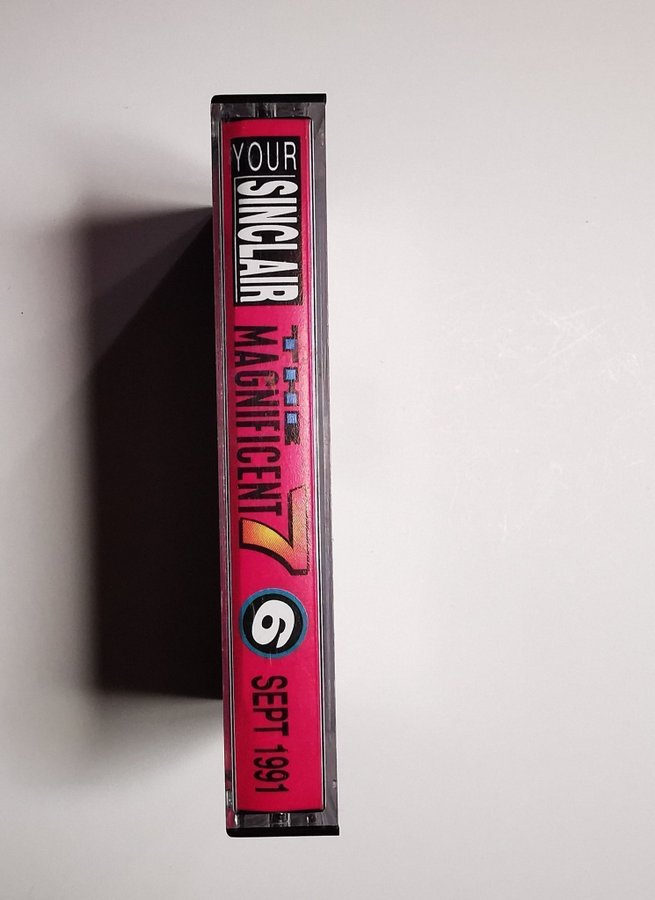 YOUR
SINCLAIR
THE
MAGNIFICENT
7
6
SEPT 1991